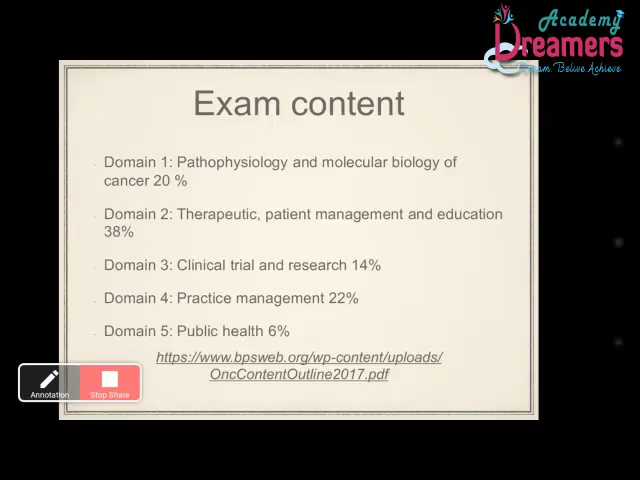 Academy
Dreamers
Belive Achieve
Exam content
Domain 1: Pathophysiology and molecular biology of
cancer 20 %
Domain 2: Therapeutic, patient management and education
38%
Domain 3: Clinical trial and research 14%
Domain 4: Practice management 22%
Domain 5: Public health 6%
https://www.bpsweb.org/wp-content/uploads/
OncContentOutline2017.pdf
Annotation
Stop Share